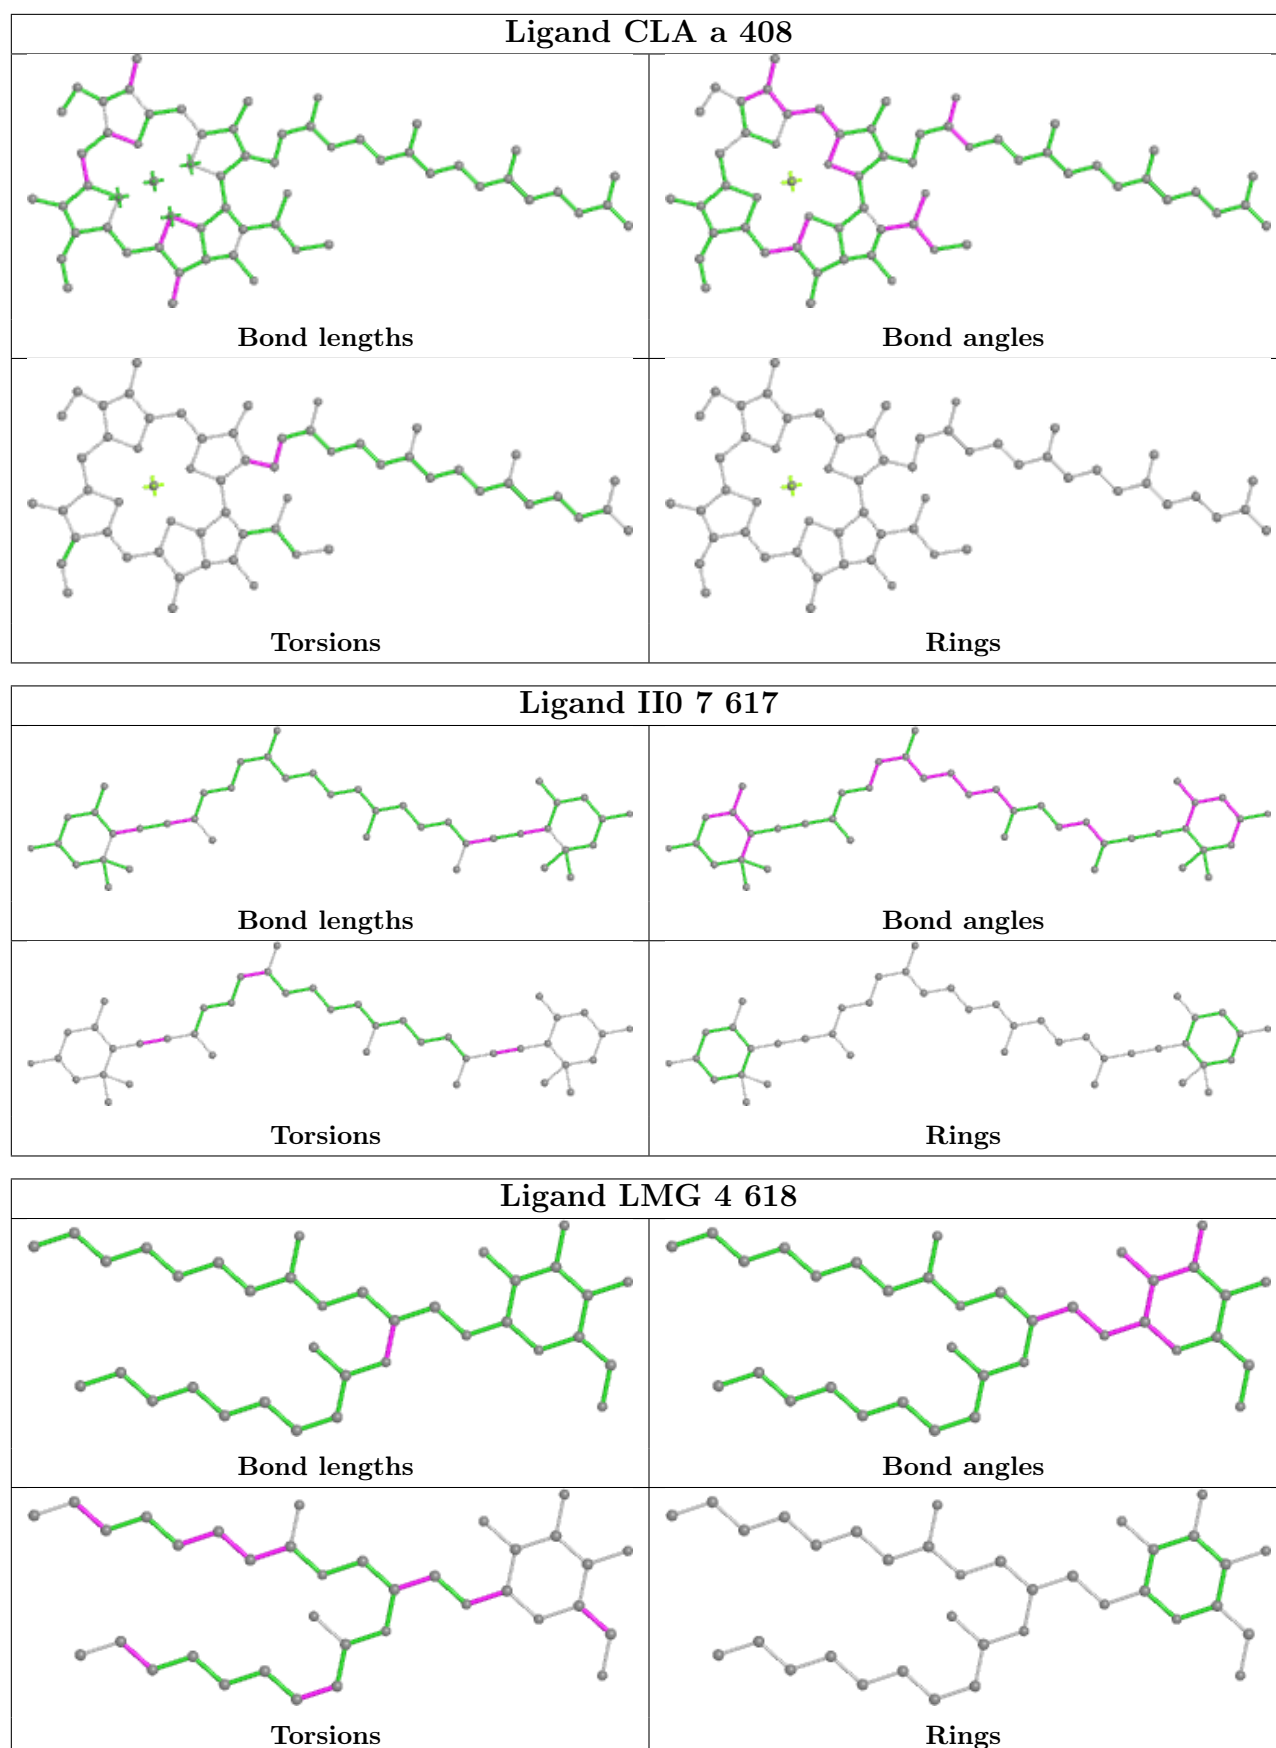 Ligand CLA a 408
Bond lengths
Bond angles
Torsions
Rings
Ligand II0 7 617
Bond lengths
Bond angles
Torsions
Rings
Ligand LMG 4 618
Bond lengths
Bond angles
Torsions
Rings